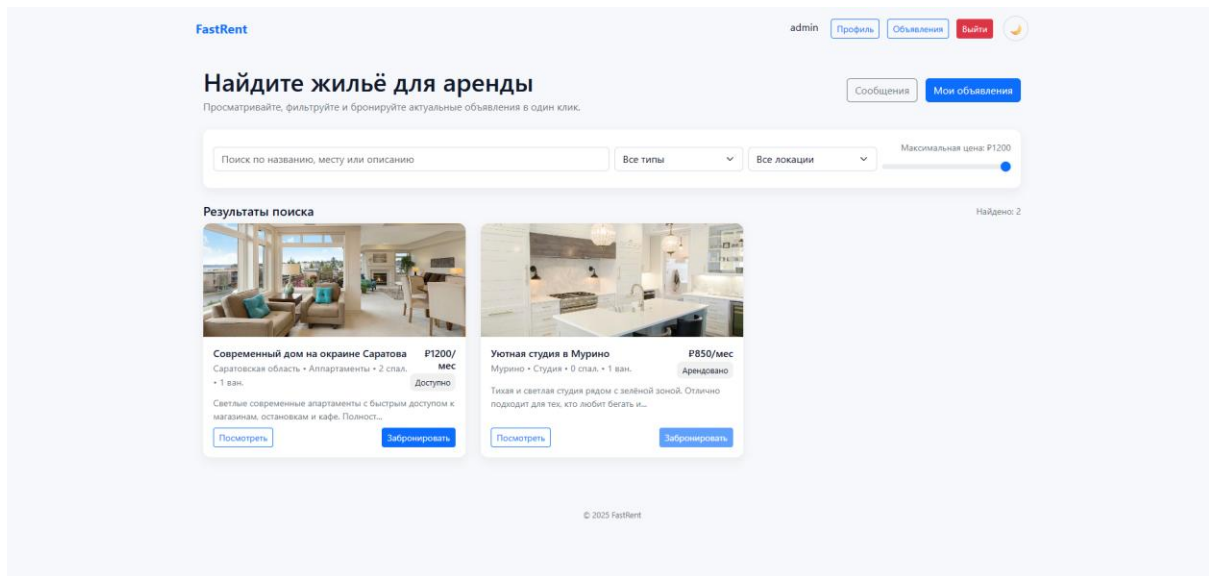 FastRent
admin Профиль Объявления Выйти
Найдите жильё для аренды
Просматривайте, фильтруйте и бронируйте актуальные объявления в один клик.
Сообщения Мои объявления
Поиск по названию, месту или описанию Все типы Все локации Максимальная цена: ₽1200
Результаты поиска Найдено: 2
Современный дом на окраине Саратова ₽1200/
мес
Саратовская область • Аппартаменты • 2 спал.
• 1 ван. Доступно
Светлые современные апартаменты с быстрым доступом к
магазинам, остановкам и кафе. Полност...
Посмотреть Забронировать
Уютная студия в Мурино ₽850/мес
Мурино • Студия • 0 спал. • 1 ван. Арендовано
Тихая и светлая студия рядом с зелёной зоной. Отлично
подходит для тех, кто любит бегать и...
Посмотреть Забронировать
© 2025 FastRent